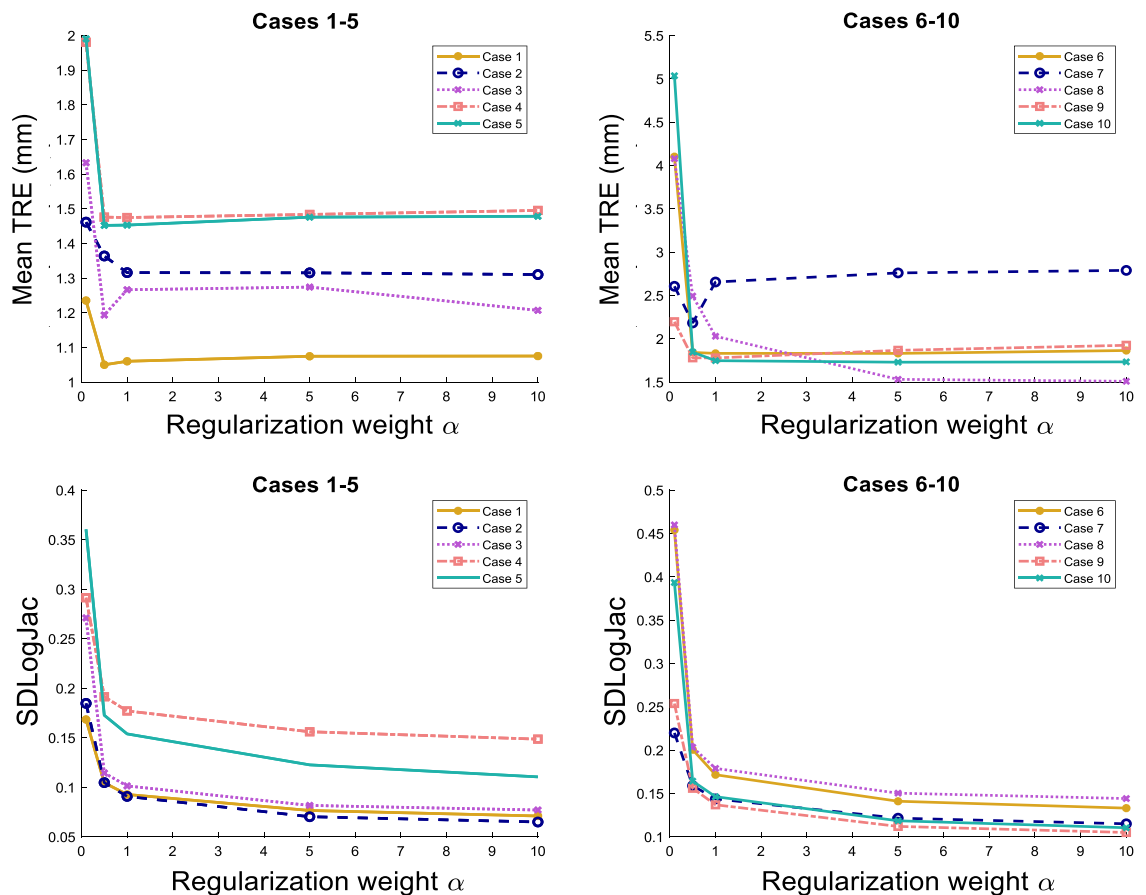 Cases 1-5
Mean TRE (mm)
2
1.9
1.8
1.7
1.6
1.5
1.4
1.3
1.2
1.1
1
0 1 2 3 4 5 6 7 8 9 10
Regularization weight α
Case 1
Case 2
Case 3
Case 4
Case 5
Cases 6-10
Mean TRE (mm)
5.5
5
4.5
4
3.5
3
2.5
2
1.5
0 1 2 3 4 5 6 7 8 9 10
Regularization weight α
Case 6
Case 7
Case 8
Case 9
Case 10
Cases 1-5
SDLogJac
0.4
0.35
0.3
0.25
0.2
0.15
0.1
0.05
0 1 2 3 4 5 6 7 8 9 10
Regularization weight α
Case 1
Case 2
Case 3
Case 4
Case 5
Cases 6-10
SDLogJac
0.5
0.45
0.4
0.35
0.3
0.25
0.2
0.15
0.1
0 1 2 3 4 5 6 7 8 9 10
Regularization weight α
Case 6
Case 7
Case 8
Case 9
Case 10